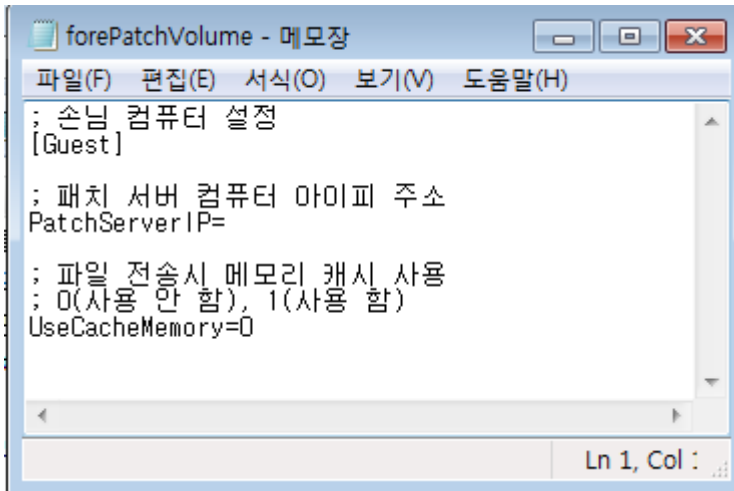 forePatchVolume - 메모장
파일(F) 편집(E) 서식(O) 보기(V) 도움말(H)
; 손님 컴퓨터 설정
[Guest]
; 패치 서버 컴퓨터 아이피 주소
PatchServerIP=
; 파일 전송시 메모리 캐시 사용
; 0(사용 안 함), 1(사용 함)
UseCacheMemory=0
Ln 1, Col